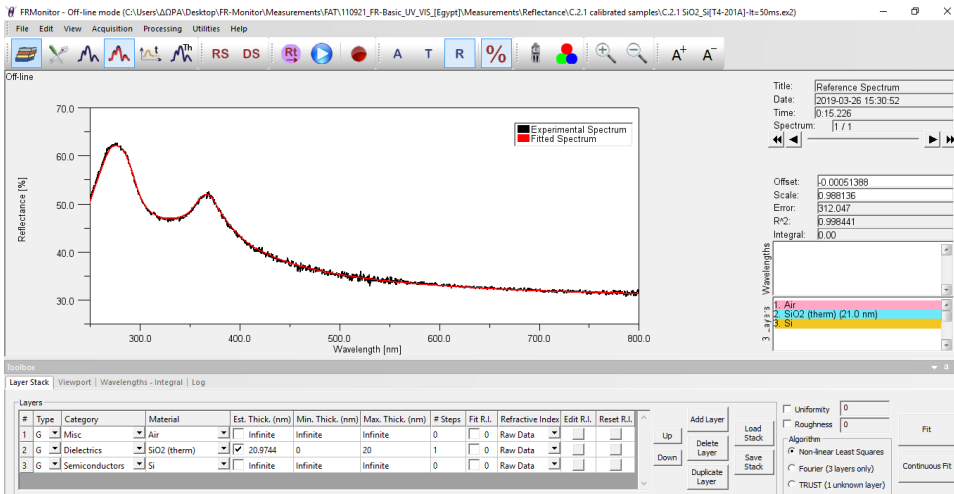 FRMonitor - Off-line mode (C:\Users\ΔΩΡΑ\Desktop\FR-Monitor\Measurements\FAT\110921_FR-Basic_UV_VIS_[Egypt]\Measurements\Reflectance\C.2.1 calibrated samples\C.2.1 SiO2_Si[T4-201A]-It=50ms.ex2)
File Edit View Acquisition Processing Utilities Help
t Th RS DS Rt A T R % A+ A-
Off-line
Title: Reference Spectrum
Date: 2019-03-26 15:30:52
Time: 0:15.226
Spectrum: 1 / 1
70.0
60.0
50.0
40.0
30.0
Reflectance [%]
Experimental Spectrum
Fitted Spectrum
300.0 400.0 500.0 600.0 700.0 800.0
Wavelength [nm]
Offset: -0.00051388
Scale: 0.988136
Error: 312.047
R^2: 0.998441
Integral: 0.00
Wavelengths
3 Layers
1. Air
2. SiO2 (therm) (21.0 nm)
3. Si
Toolbox
Layer Stack Viewport Wavelengths - Integral Log
Layers
# Type Category Material Est. Thick. (nm) Min. Thick. (nm) Max. Thick. (nm) # Steps Fit R.I. Refractive Index Edit R.I. Reset R.I.
1 G Misc Air Infinite Infinite Infinite 0 0 Raw Data
2 G Dielectrics SiO2 (therm) 20.9744 0 20 1 0 Raw Data
3 G Semiconductors Si Infinite Infinite Infinite 0 0 Raw Data
Up
Down
Add Layer
Delete Layer
Duplicate Layer
Load Stack
Save Stack
Uniformity 0
Roughness 0
Algorithm
Non-linear Least Squares
Fourier (3 layers only)
TRUST (1 unknown layer)
Fit
Continuous Fit